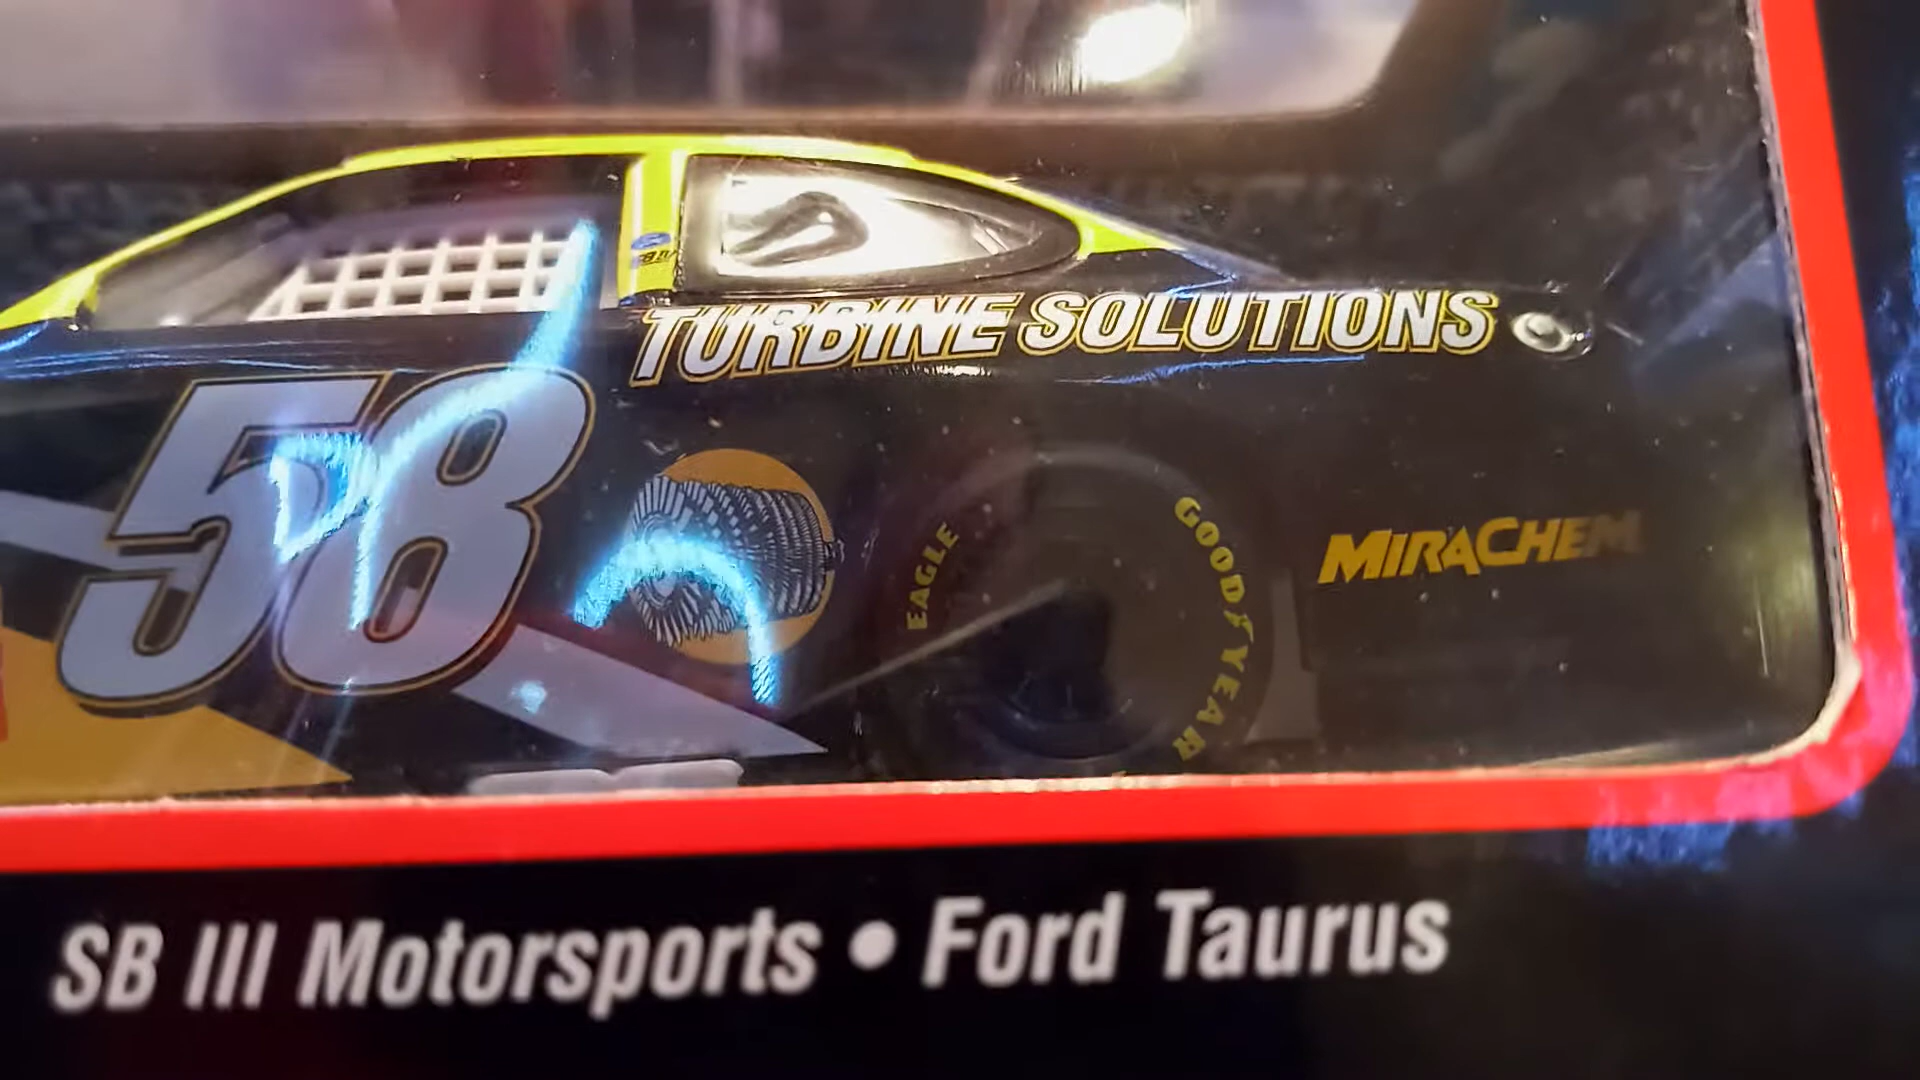 TURBINE SOLUTIONS
58
EAGLE
GOODYEAR
MIRACHEM
SB III Motorsports • Ford Taurus